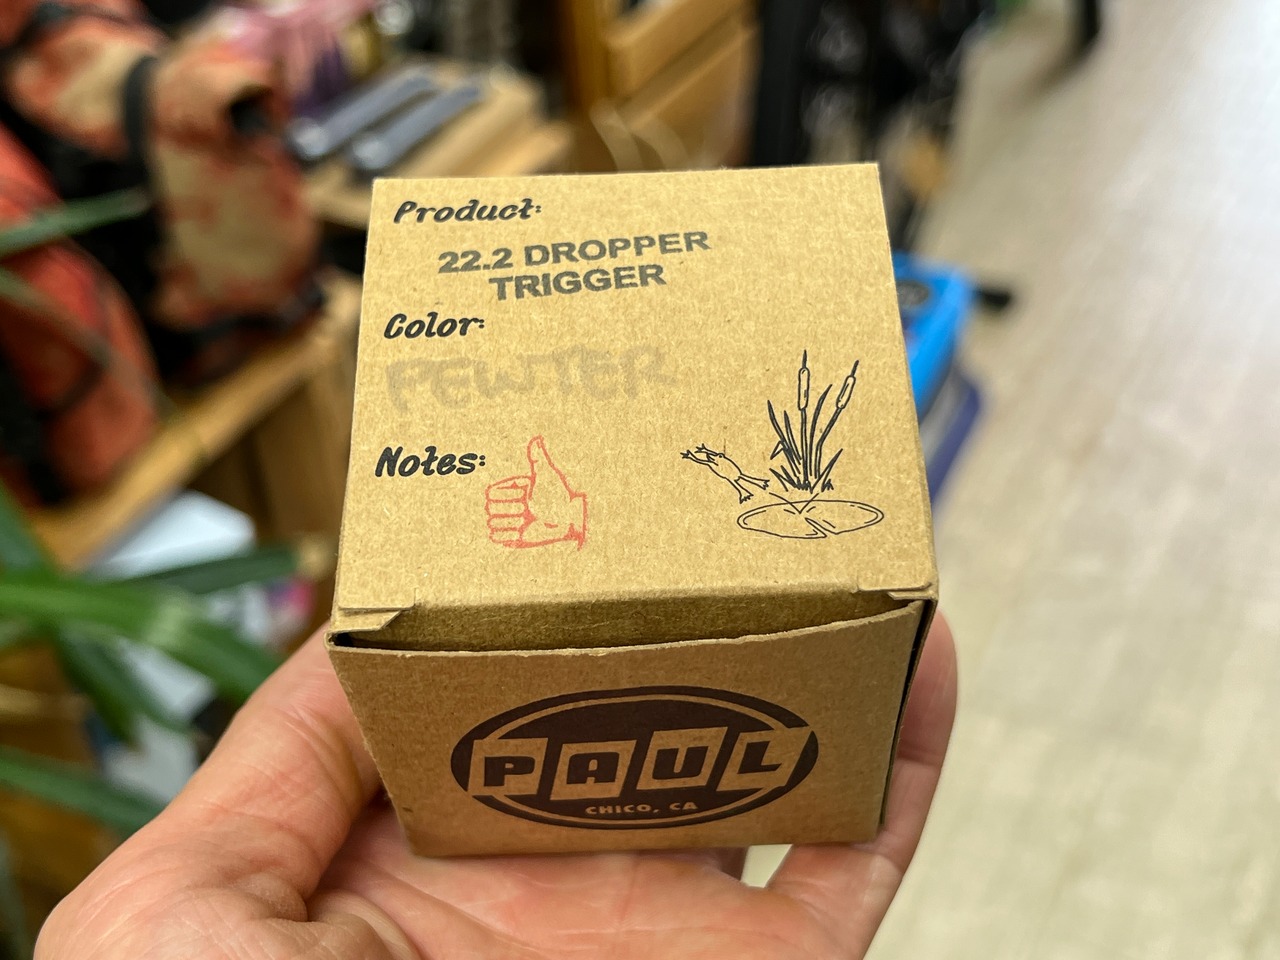 Product:
22.2 DROPPER
TRIGGER
Color:
PEWTER
Notes:
PAUL
CHICO, CA